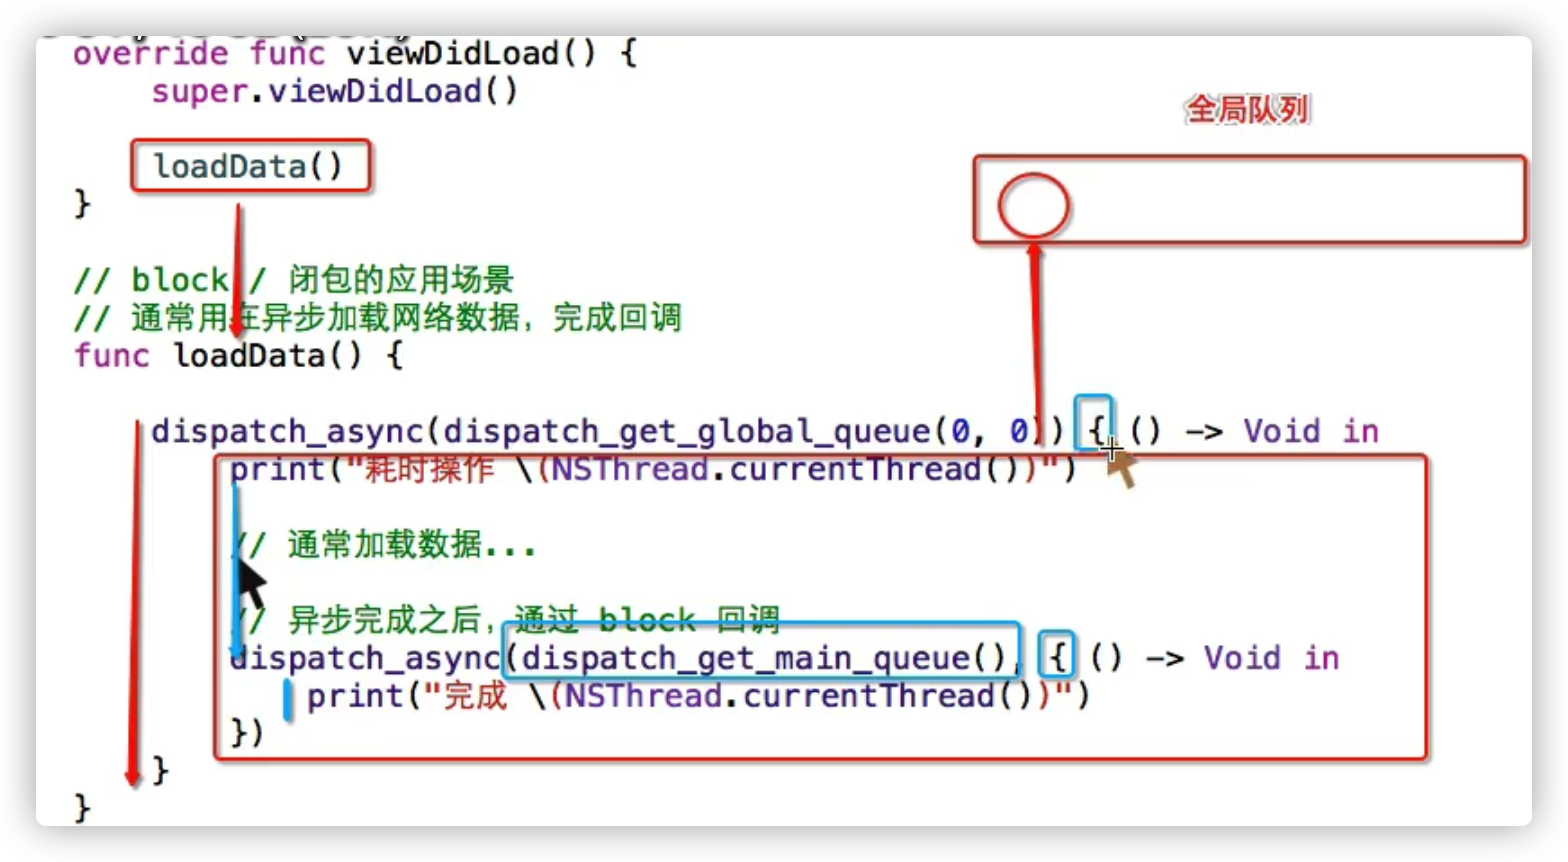 override func viewDidLoad() {
super.viewDidLoad()
全局队列
loadData()
}
// block / 闭包的应用场景
// 通常用在异步加载网络数据，完成回调
func loadData() {
dispatch_async(dispatch_get_global_queue(0, 0)) { () -> Void in
print("耗时操作 \(NSThread.currentThread())")
// 通常加载数据...
// 异步完成之后，通过 block 回调
dispatch_async(dispatch_get_main_queue(), { () -> Void in
print("完成 \(NSThread.currentThread())")
})
}
}